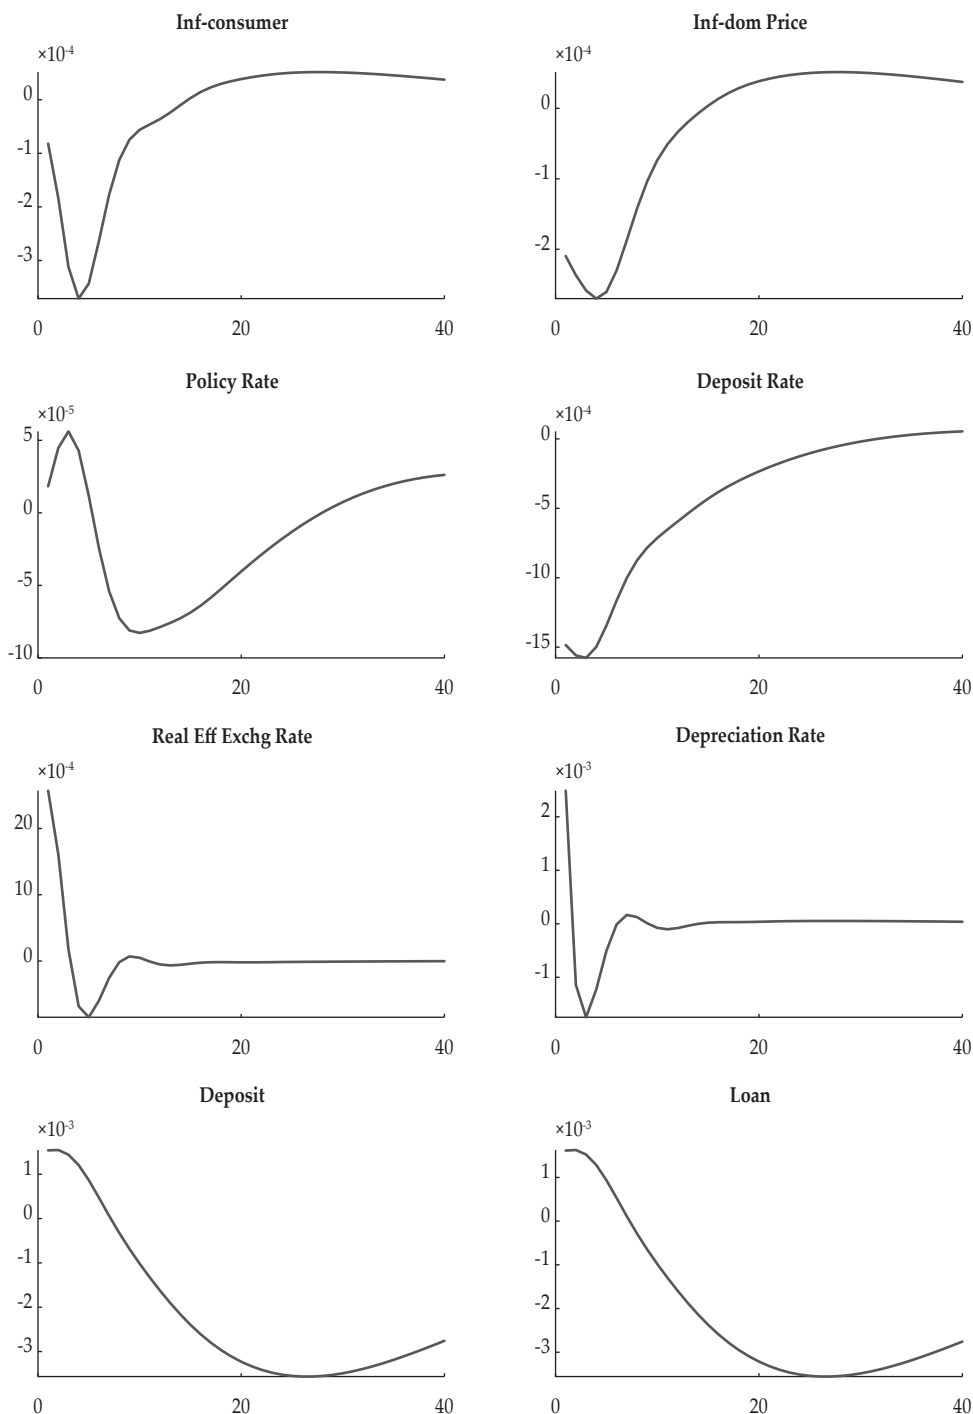 Inf-consumer
×10⁻⁴
0
-1
-2
-3
0 20 40
Inf-dom Price
×10⁻⁴
0
-1
-2
0 20 40
Policy Rate
×10⁻⁵
5
0
-5
-10
0 20 40
Deposit Rate
×10⁻⁴
0
-5
-10
-15
0 20 40
Real Eff Exchg Rate
×10⁻⁴
20
10
0
0 20 40
Depreciation Rate
×10⁻³
2
1
0
-1
0 20 40
Deposit
×10⁻³
1
0
-1
-2
-3
0 20 40
Loan
×10⁻³
1
0
-1
-2
-3
0 20 40